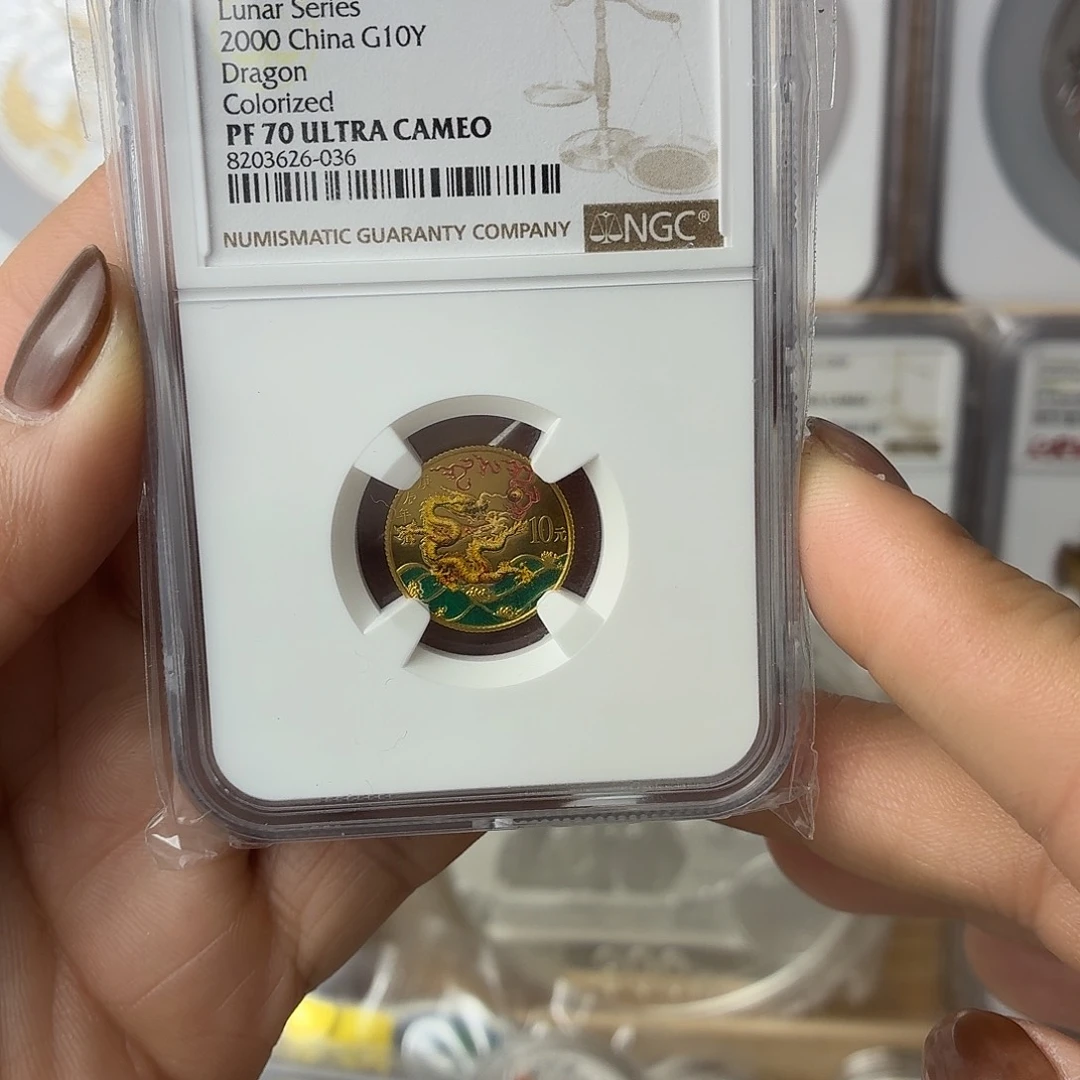 Lunar Series
2000 China G10Y
Dragon
Colorized
PF 70 ULTRA CAMEO
8203626-036
NUMISMATIC GUARANTY COMPANY
NGC®
10元